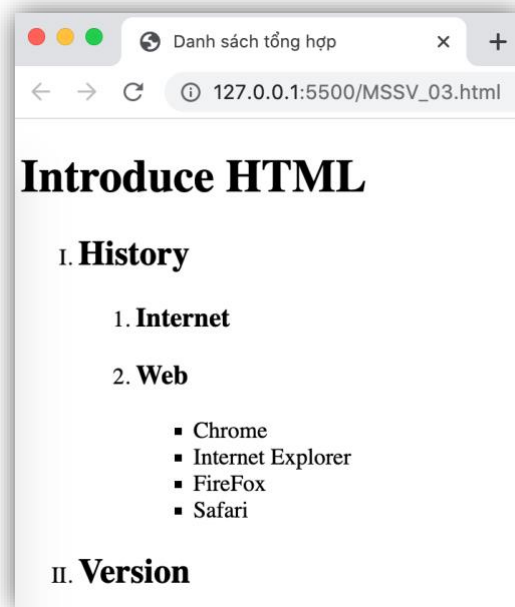 Danh sách tổng hợp
127.0.0.1:5500/MSSV_03.html
Introduce HTML
I. History
1. Internet
2. Web
Chrome
Internet Explorer
FireFox
Safari
II. Version